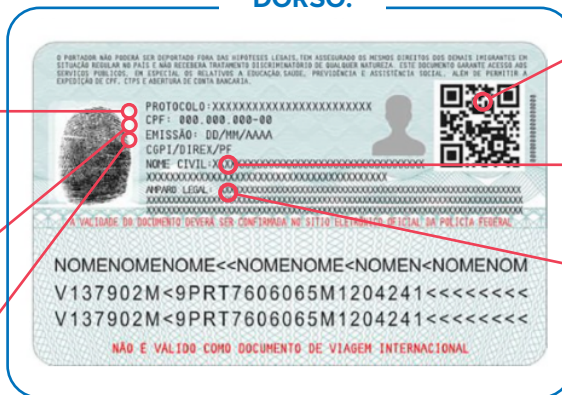 DORSO:
O PORTADOR NÃO PODERÁ SER DEPORTADO FORA DAS HIPÓTESES LEGAIS, TEM ASSEGURADO OS MESMOS DIREITOS DOS DEMAIS IMIGRANTES EM
SITUAÇÃO REGULAR NO PAÍS E NÃO RECEBERÁ TRATAMENTO DISCRIMINATÓRIO DE QUALQUER NATUREZA. ESTE DOCUMENTO GARANTE ACESSO AOS
SERVIÇOS PÚBLICOS, EM ESPECIAL OS RELATIVOS A EDUCAÇÃO, SAÚDE, PREVIDÊNCIA E ASSISTÊNCIA SOCIAL, ALÉM DE PERMITIR A
EXPEDIÇÃO DE CPF, CTPS E ABERTURA DE CONTA BANCÁRIA.
PROTOCOLO:XXXXXXXXXXXXXXXXXXXXXXXX
CPF: 000.000.000-00
EMISSÃO: DD/MM/AAAA
CGPI/DIREX/PF
NOME CIVIL:
AMPARO LEGAL:
A VALIDADE DO DOCUMENTO DEVERÁ SER CONFIRMADA NO SÍTIO ELETRÔNICO OFICIAL DA POLÍCIA FEDERAL
NOMENOMENOME<<NOMENOME<NOMEN<NOMENOM
V137902M<9PRT7606065M1204241<<<<<<<<
V137902M<9PRT7606065M1204241<<<<<<<<
NÃO É VÁLIDO COMO DOCUMENTO DE VIAGEM INTERNACIONAL